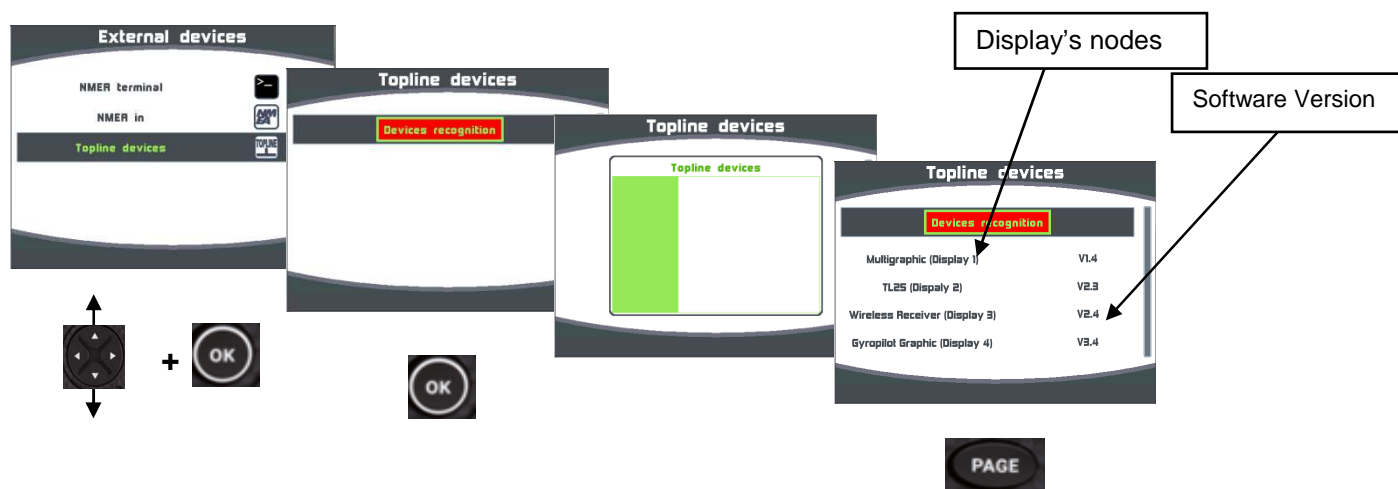 External devices
NMEA terminal
>_
NMEA in
NMEA
Topline devices
TOPLINE
Topline devices
Devices recognition
Topline devices
Topline devices
Display's nodes
Software Version
Topline devices
Devices recognition
Multigraphic (Display 1) V1.4
TL25 (Dispaly 2) V2.3
Wireless Receiver (Display 3) V2.4
Gyropilot Graphic (Display 4) V3.4
+ OK
OK
PAGE